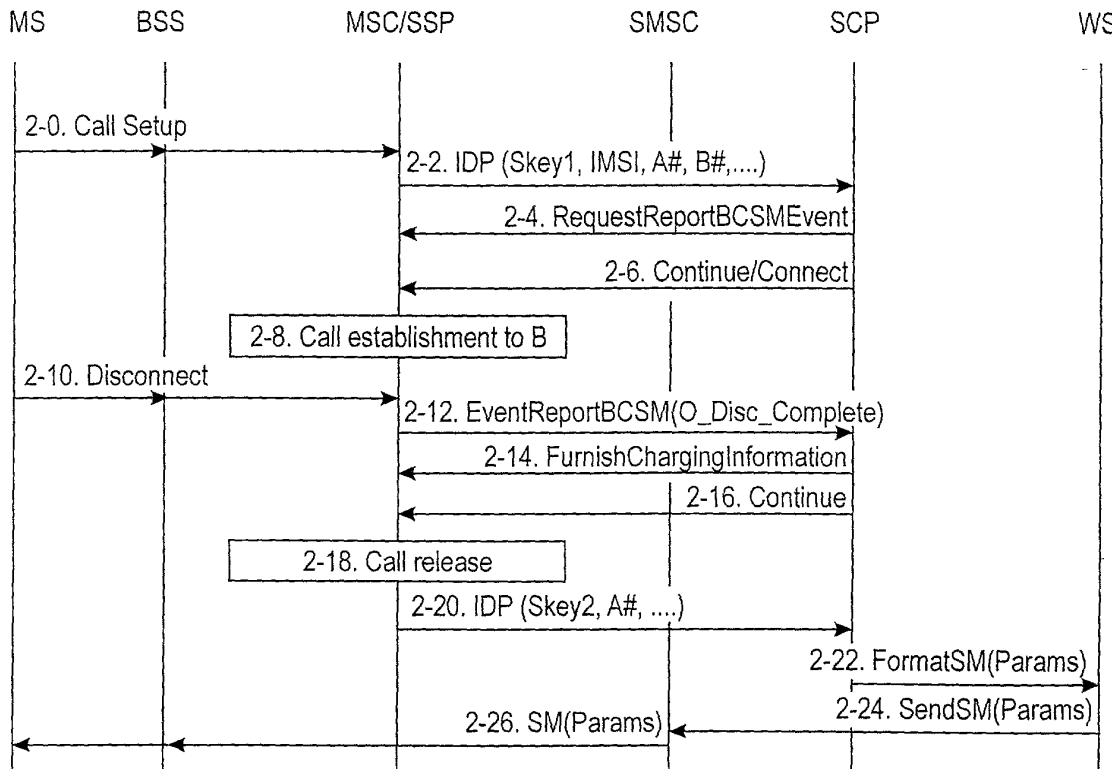 MS BSS MSC/SSP SMSC SCP WS
2-0. Call Setup
2-2. IDP (Skey1, IMSI, A#, B#,....)
2-4. RequestReportBCSMEvent
2-6. Continue/Connect
2-8. Call establishment to B
2-10. Disconnect
2-12. EventReportBCSM(O_Disc_Complete)
2-14. FurnishChargingInformation
2-16. Continue
2-18. Call release
2-20. IDP (Skey2, A#, ....)
2-22. FormatSM(Params)
2-24. SendSM(Params)
2-26. SM(Params)